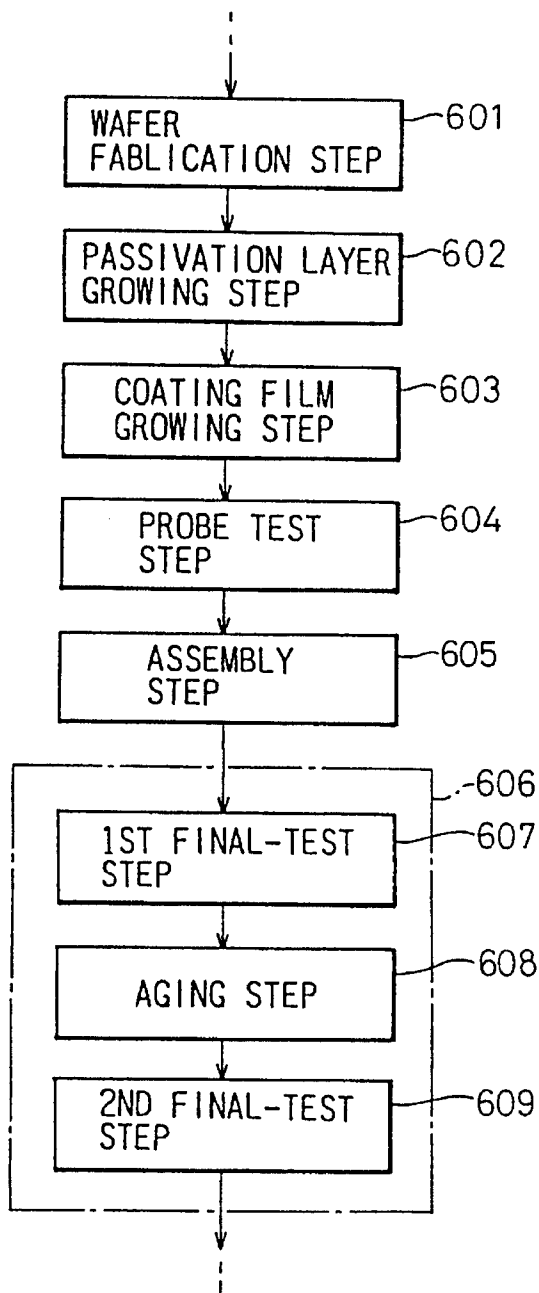 WAFER
FABLICATION STEP
601
PASSIVATION LAYER
GROWING STEP
602
COATING FILM
GROWING STEP
603
PROBE TEST
STEP
604
ASSEMBLY
STEP
605
606
1ST FINAL-TEST
STEP
607
AGING STEP
608
2ND FINAL-TEST
STEP
609